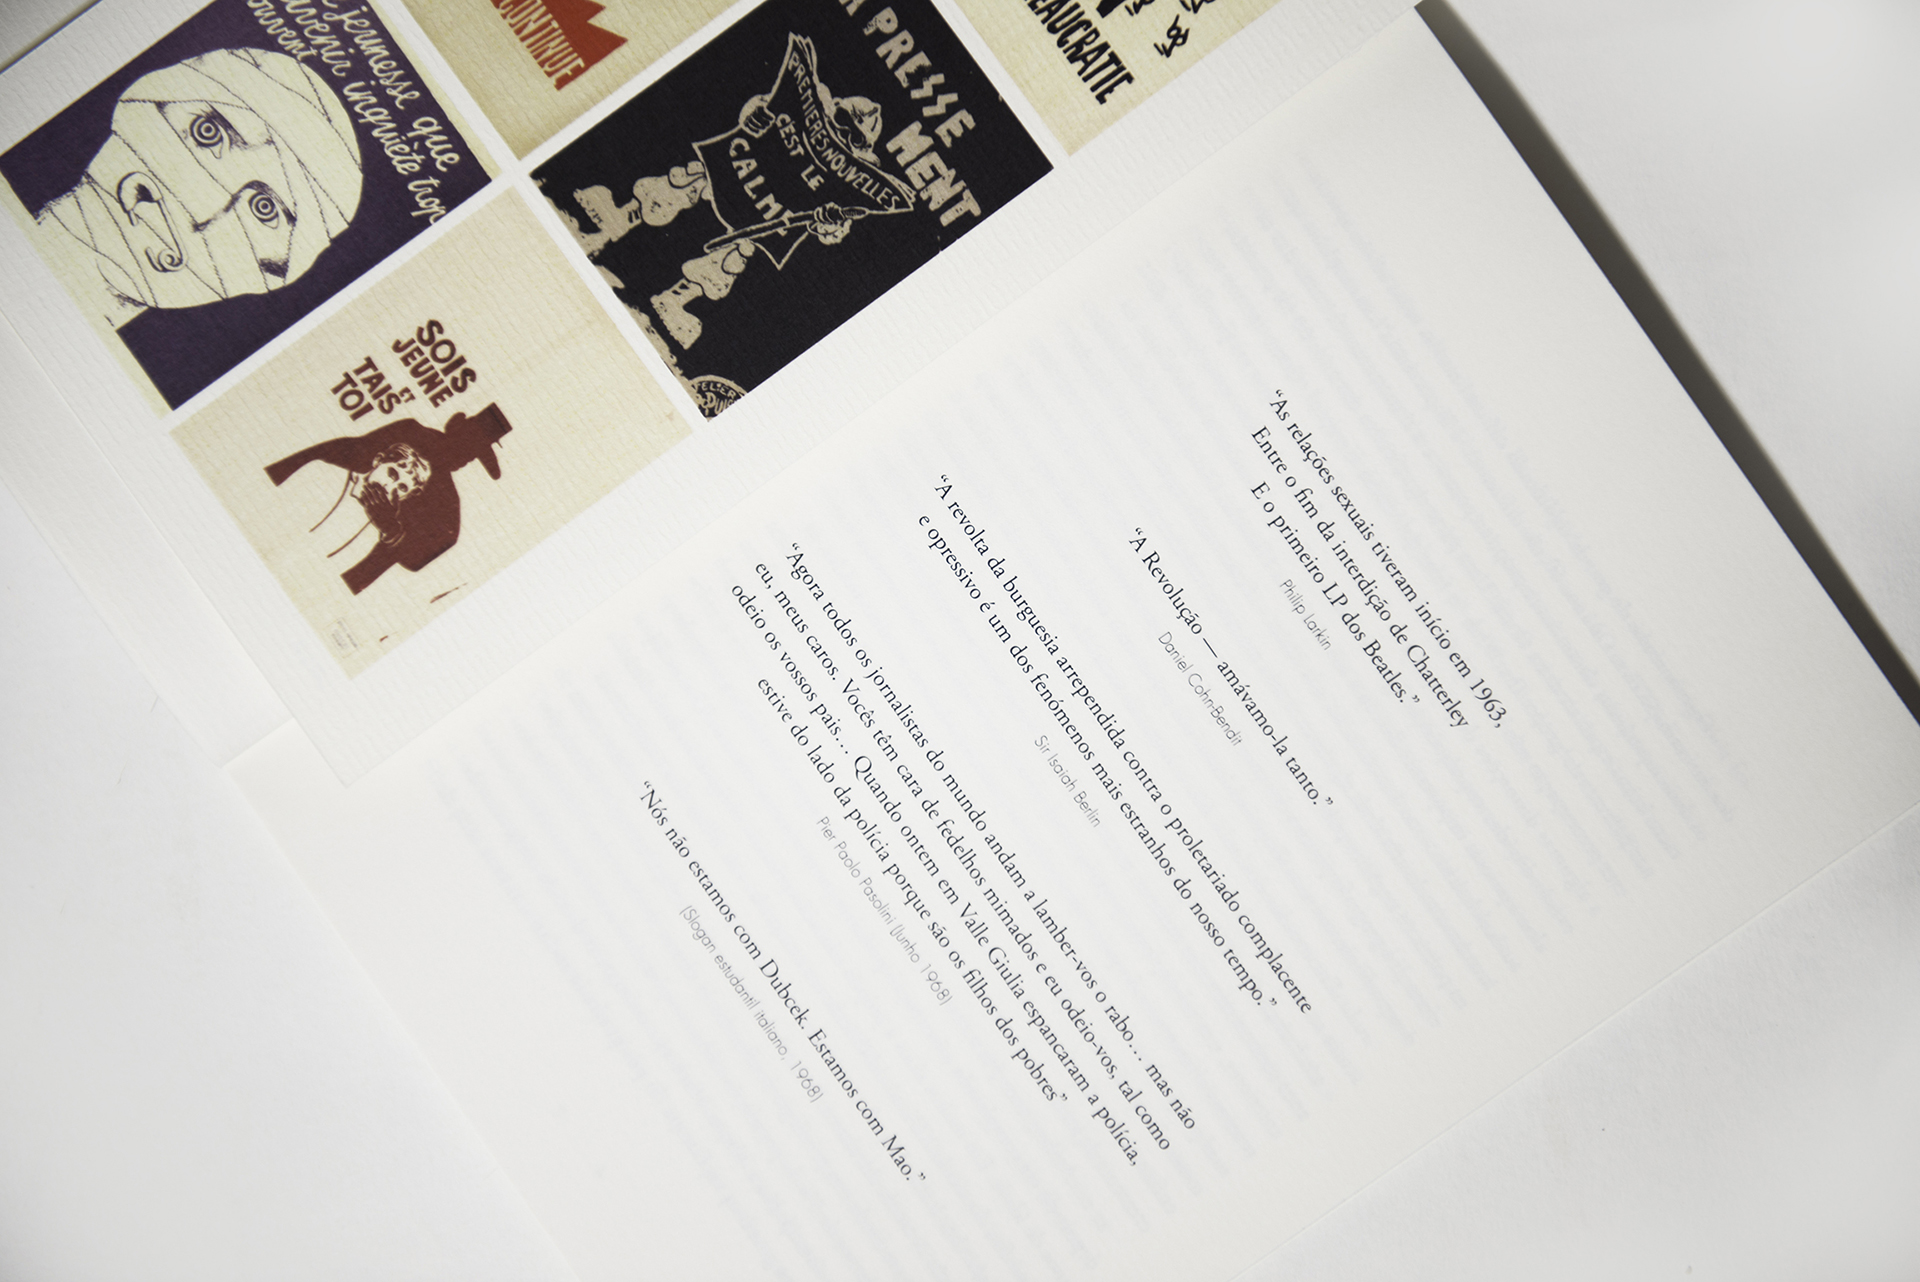 jeunesse que
avenir inquiète trop
souvent
CONTINUE
PRESSE
MENT
PREMIERES NOUVELLES
C'EST LE
CALME
SOIS
JEUNE
ET
TAIS
TOI
“As relações sexuais tiveram início em 1963,
Entre o fim da interdição de Chatterley
E o primeiro LP dos Beatles.”
Philip Larkin
“A Revolução — amávamo-la tanto.”
Daniel Cohn-Bendit
“A revolta da burguesia arrependida contra o proletariado complacente
e opressivo é um dos fenómenos mais estranhos do nosso tempo.”
Sir Isaiah Berlin
“Agora todos os jornalistas do mundo andam a lamber-vos o rabo… mas não
eu, meus caros. Vocês têm cara de fedelhos mimados e eu odeio-vos, tal como
odeio os vossos pais… Quando ontem em Valle Giulia espancaram a polícia,
estive do lado da polícia porque são os filhos dos pobres”
Pier Paolo Pasolini (Junho 1968)
“Nós não estamos com Dubcek. Estamos com Mao.”
(Slogan estudantil italiano, 1968)